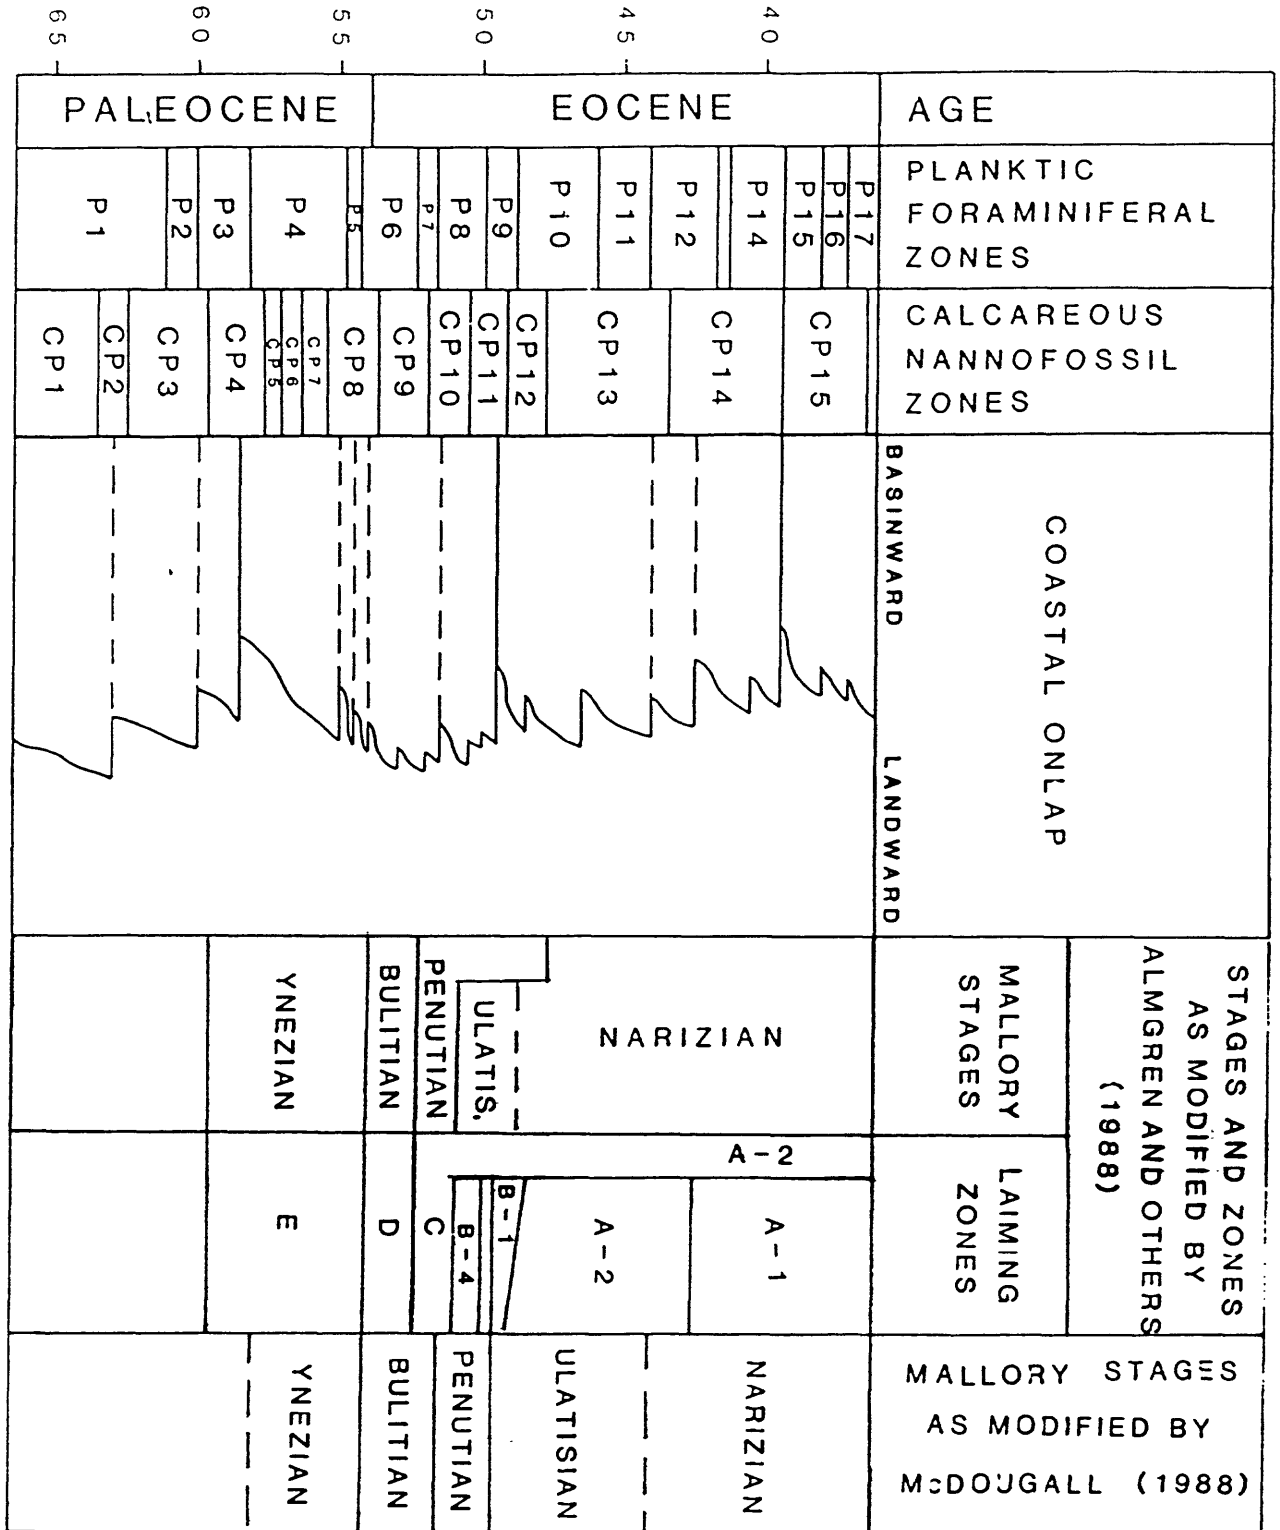 65
60
55
50
45
40
PALEOCENE
EOCENE
AGE
P1
P2
P3
P4
P5
P6
P7
P8
P9
P10
P11
P12
P14
P15
P16
P17
PLANKTIC
FORAMINIFERAL
ZONES
CP1
CP2
CP3
CP4
CP5
CP6
CP7
CP8
CP9
CP10
CP11
CP12
CP13
CP14
CP15
CALCAREOUS
NANNOFOSSIL
ZONES
BASINWARD
LANDWARD
COASTAL ONLAP
YNEZIAN
BULITIAN
PENUTIAN
ULATIS.
NARIZIAN
MALLORY
STAGES
STAGES AND ZONES
AS MODIFIED BY
ALMGREN AND OTHERS
(1988)
E
D
C
B-4
B-1
A-2
A-2
A-1
LAIMING
ZONES
YNEZIAN
BULITIAN
PENUTIAN
ULATISIAN
NARIZIAN
MALLORY STAGES
AS MODIFIED BY
McDOUGALL (1988)